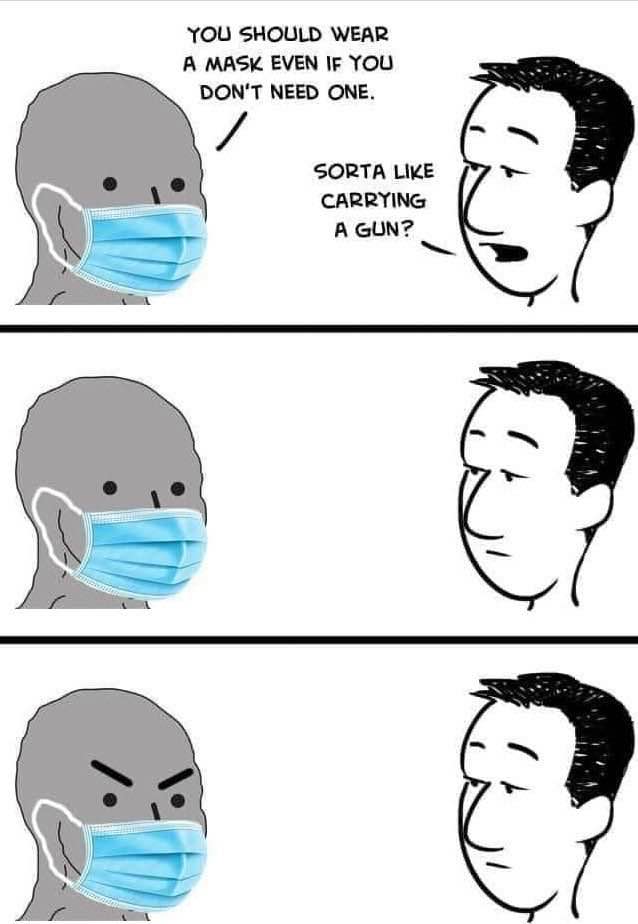 YOU SHOULD WEAR
A MASK EVEN IF YOU
DON'T NEED ONE.
SORTA LIKE
CARRYING
A GUN?